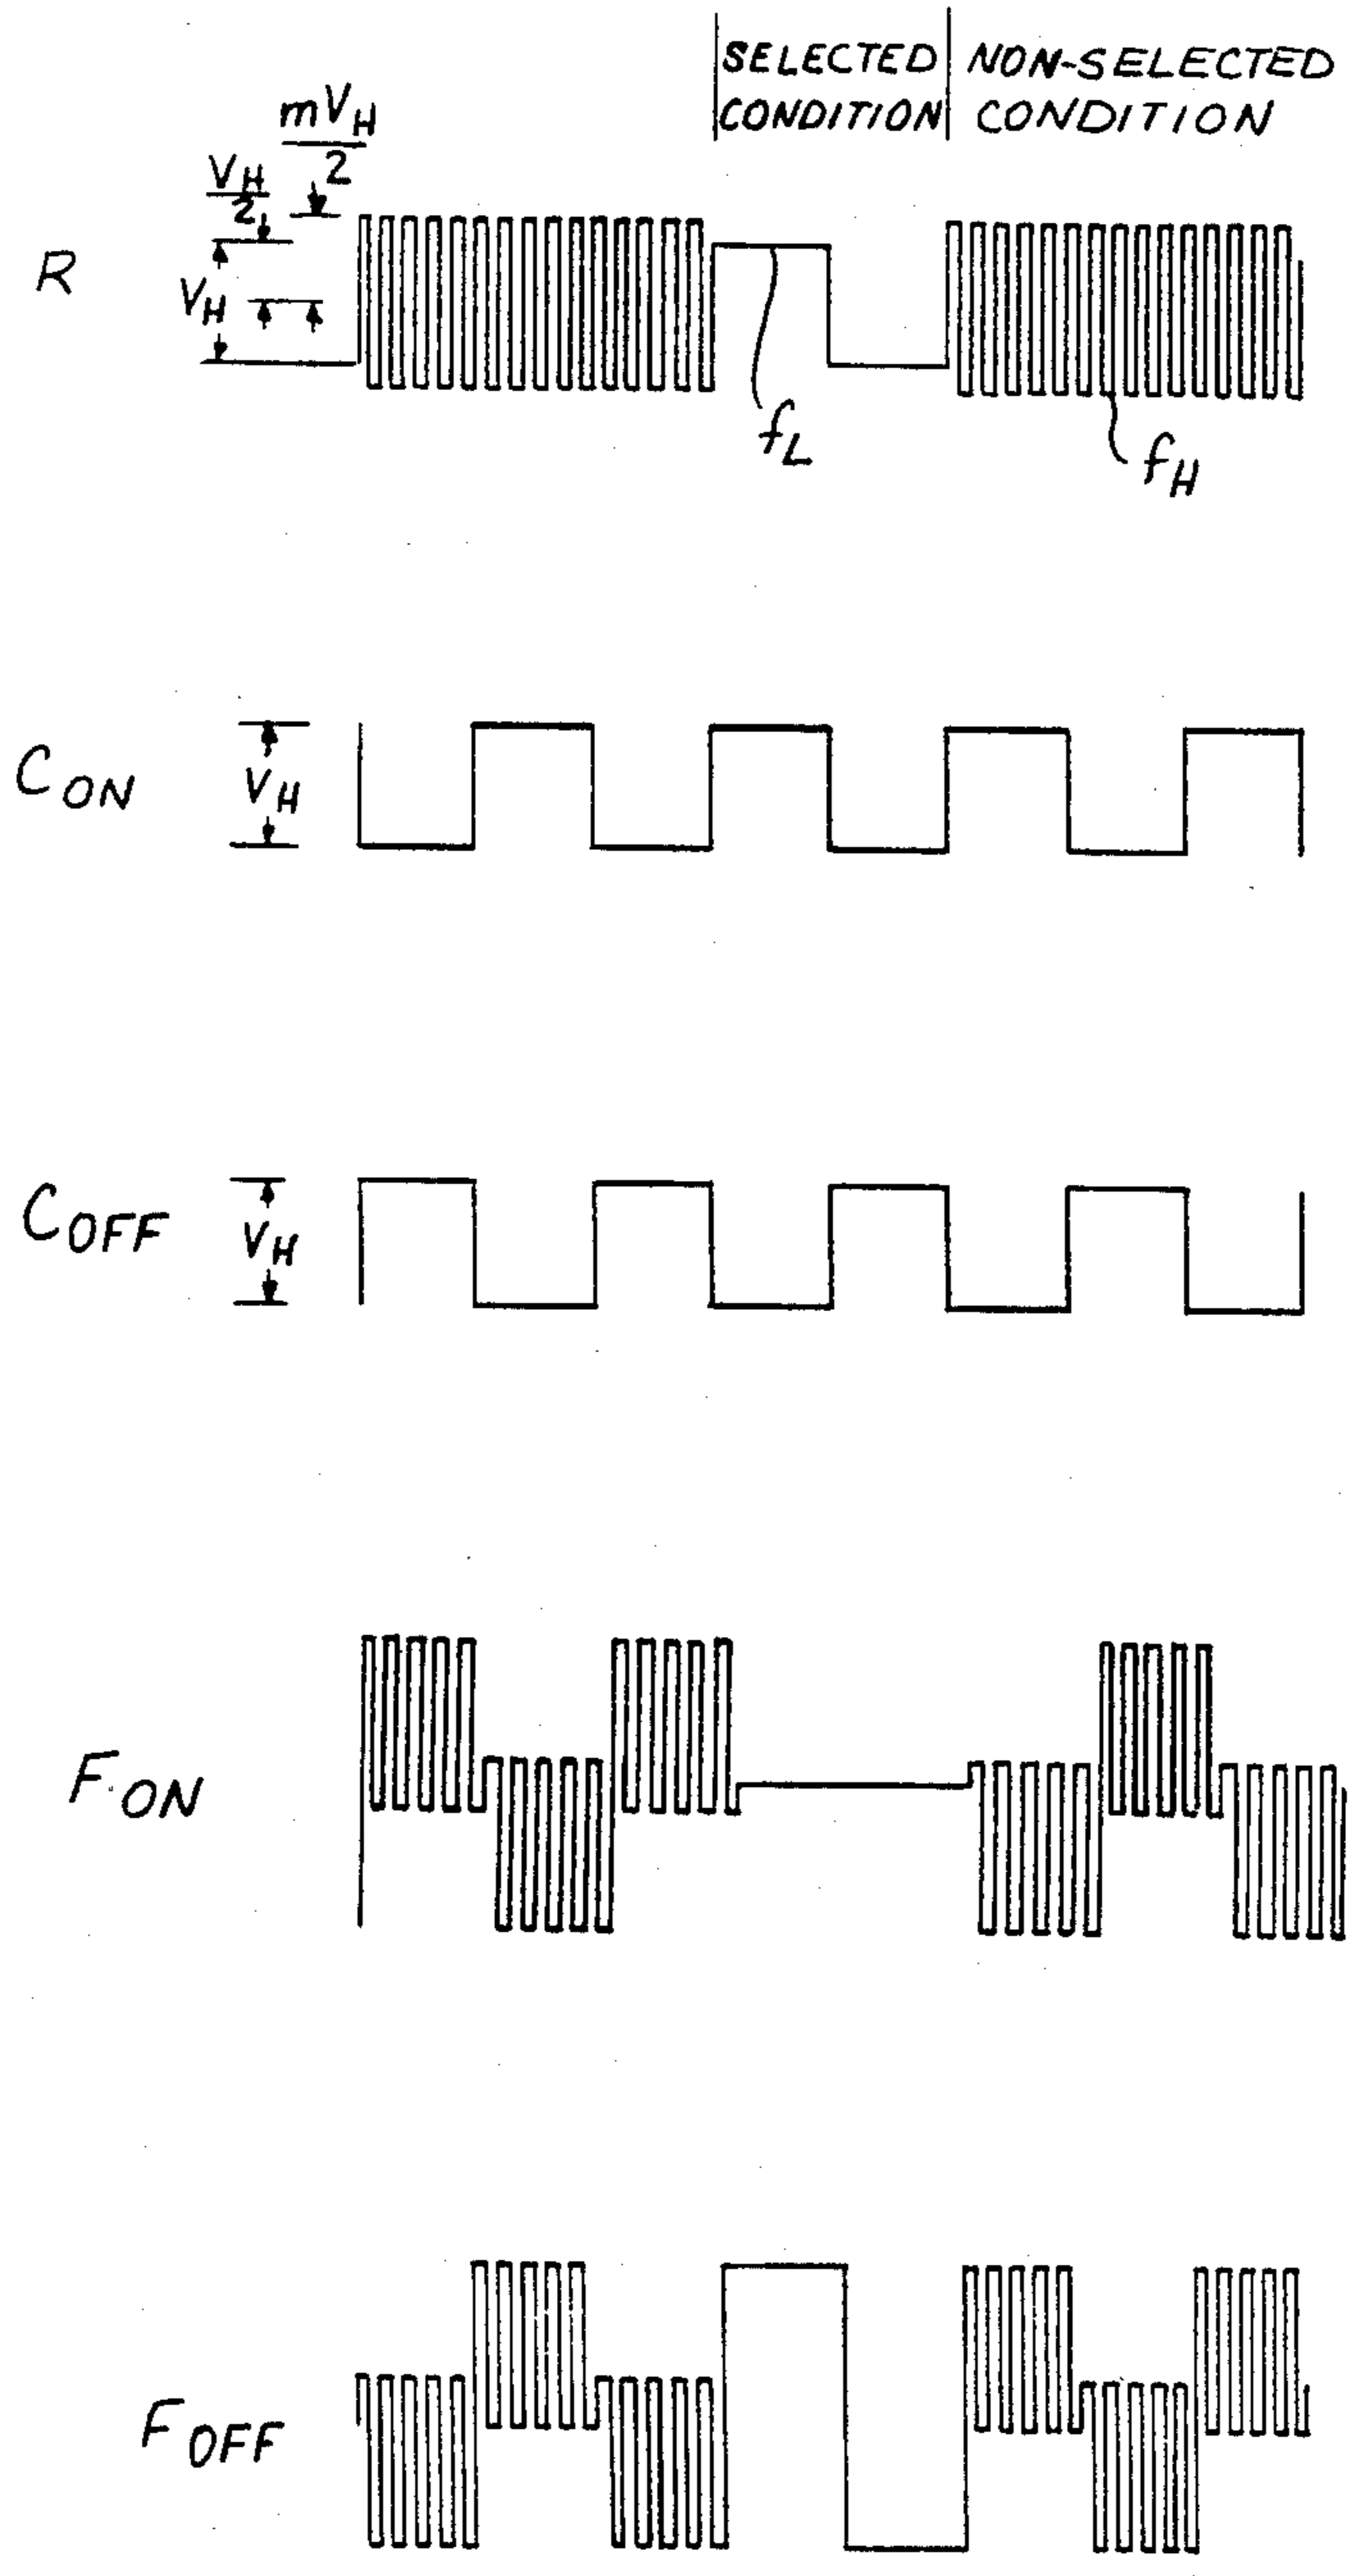 SELECTED
CONDITION
NON-SELECTED
CONDITION
mV_H
2
V_H
2
R
V_H
f_L
f_H
C_ON
V_H
C_OFF
V_H
F_ON
F_OFF